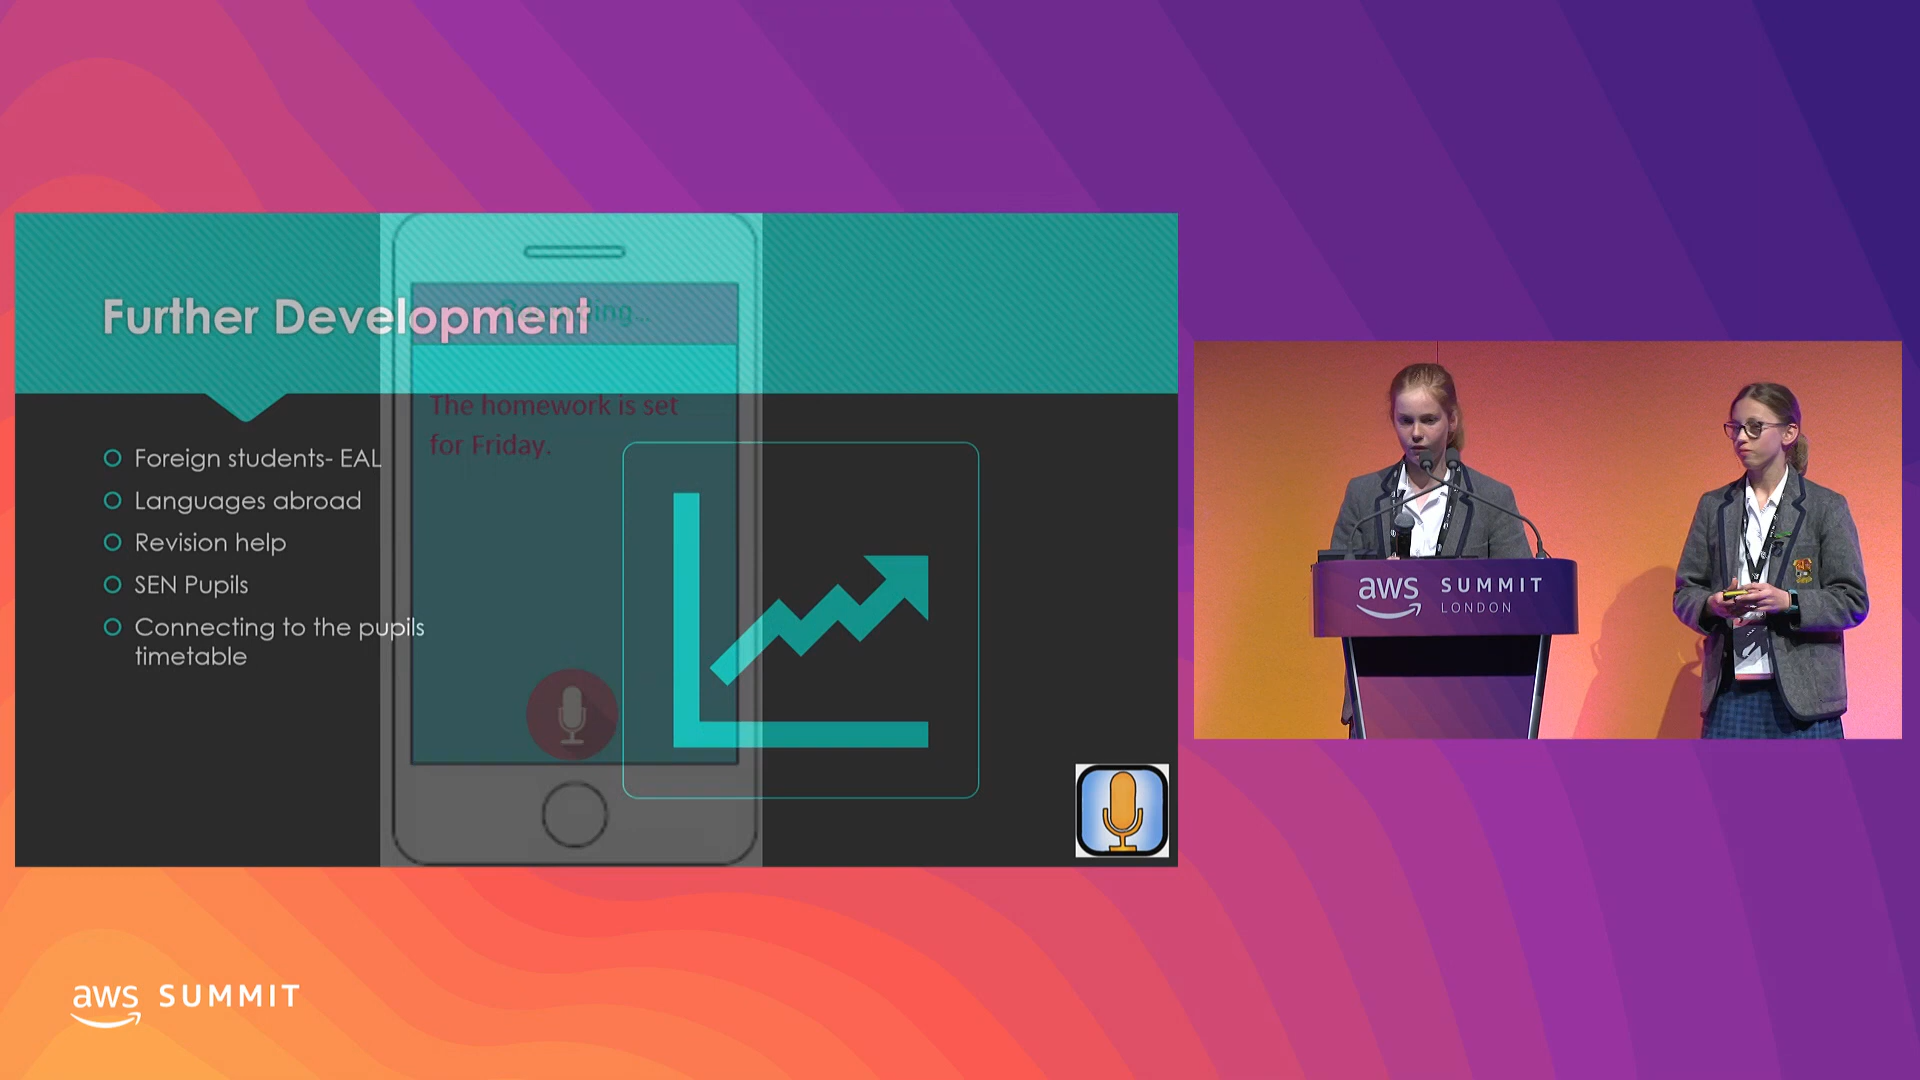 Further Development
The homework is set
for Friday.
Foreign students- EAL
Languages abroad
Revision help
SEN Pupils
Connecting to the pupils
timetable
aws SUMMIT
LONDON
aws SUMMIT